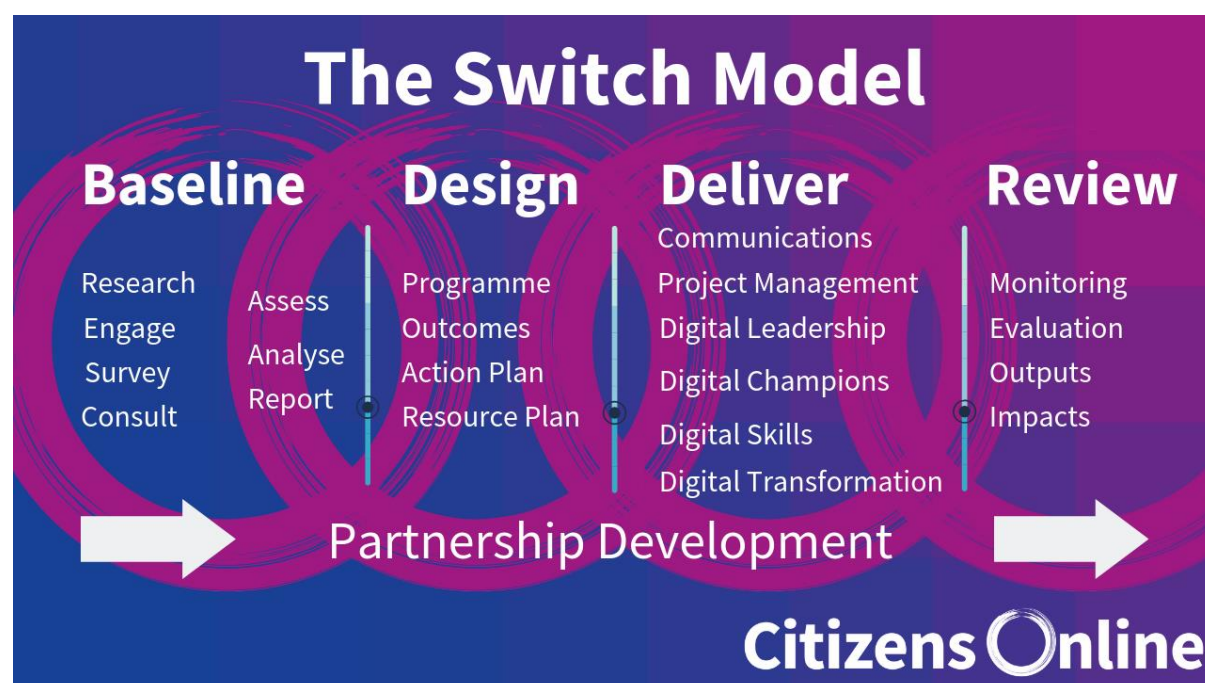 The Switch Model
Baseline
Research
Engage
Survey
Consult
Assess
Analyse
Report
Design
Programme
Outcomes
Action Plan
Resource Plan
Deliver
Communications
Project Management
Digital Leadership
Digital Champions
Digital Skills
Digital Transformation
Review
Monitoring
Evaluation
Outputs
Impacts
Partnership Development
Citizens Online